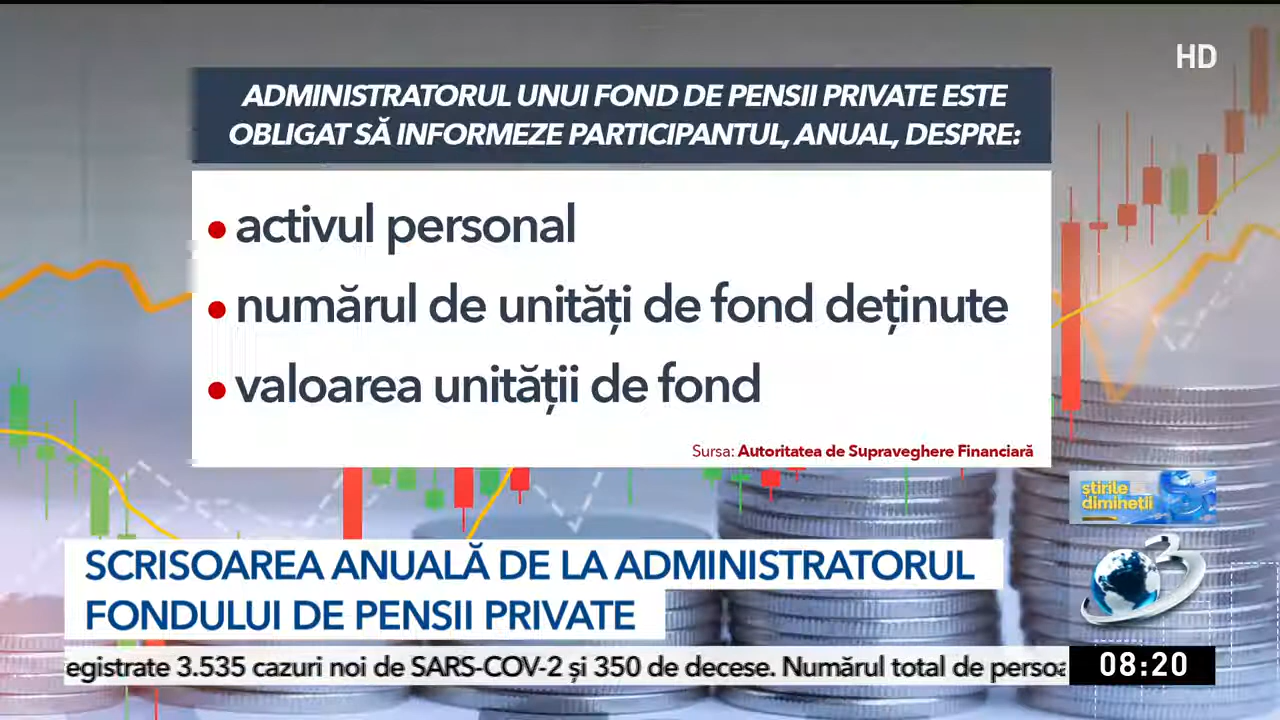 HD
ADMINISTRATORUL UNUI FOND DE PENSII PRIVATE ESTE
OBLIGAT SĂ INFORMEZE PARTICIPANTUL, ANUAL, DESPRE:
• activul personal
• numărul de unități de fond deținute
• valoarea unității de fond
Sursa: Autoritatea de Supraveghere Financiară
știrile
dimineții
3
SCRISOAREA ANUALĂ DE LA ADMINISTRATORUL
FONDULUI DE PENSII PRIVATE
egistrate 3.535 cazuri noi de SARS-COV-2 și 350 de decese. Numărul total de persoa
08:20